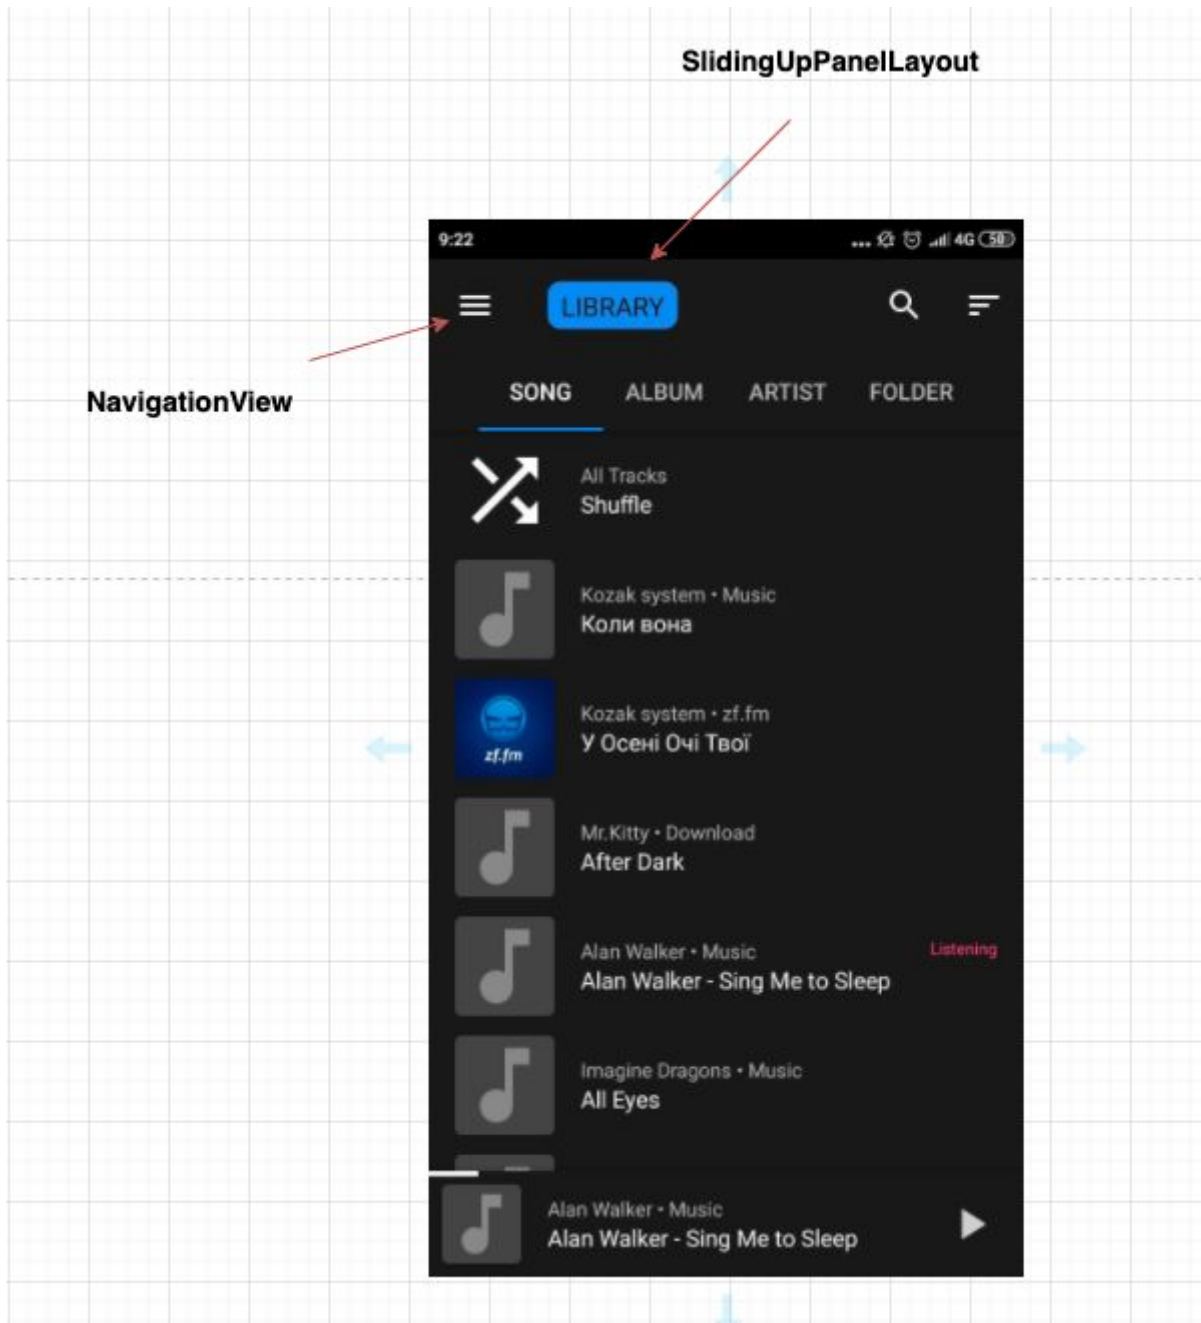 SlidingUpPanelLayout
9:22
4G 50
LIBRARY
NavigationView
SONG ALBUM ARTIST FOLDER
All Tracks
Shuffle
Kozak system • Music
Коли вона
zf.fm
Kozak system • zf.fm
У Осені Очі Твої
Mr.Kitty • Download
After Dark
Alan Walker • Music
Listening
Alan Walker - Sing Me to Sleep
Imagine Dragons • Music
All Eyes
Alan Walker • Music
Alan Walker - Sing Me to Sleep